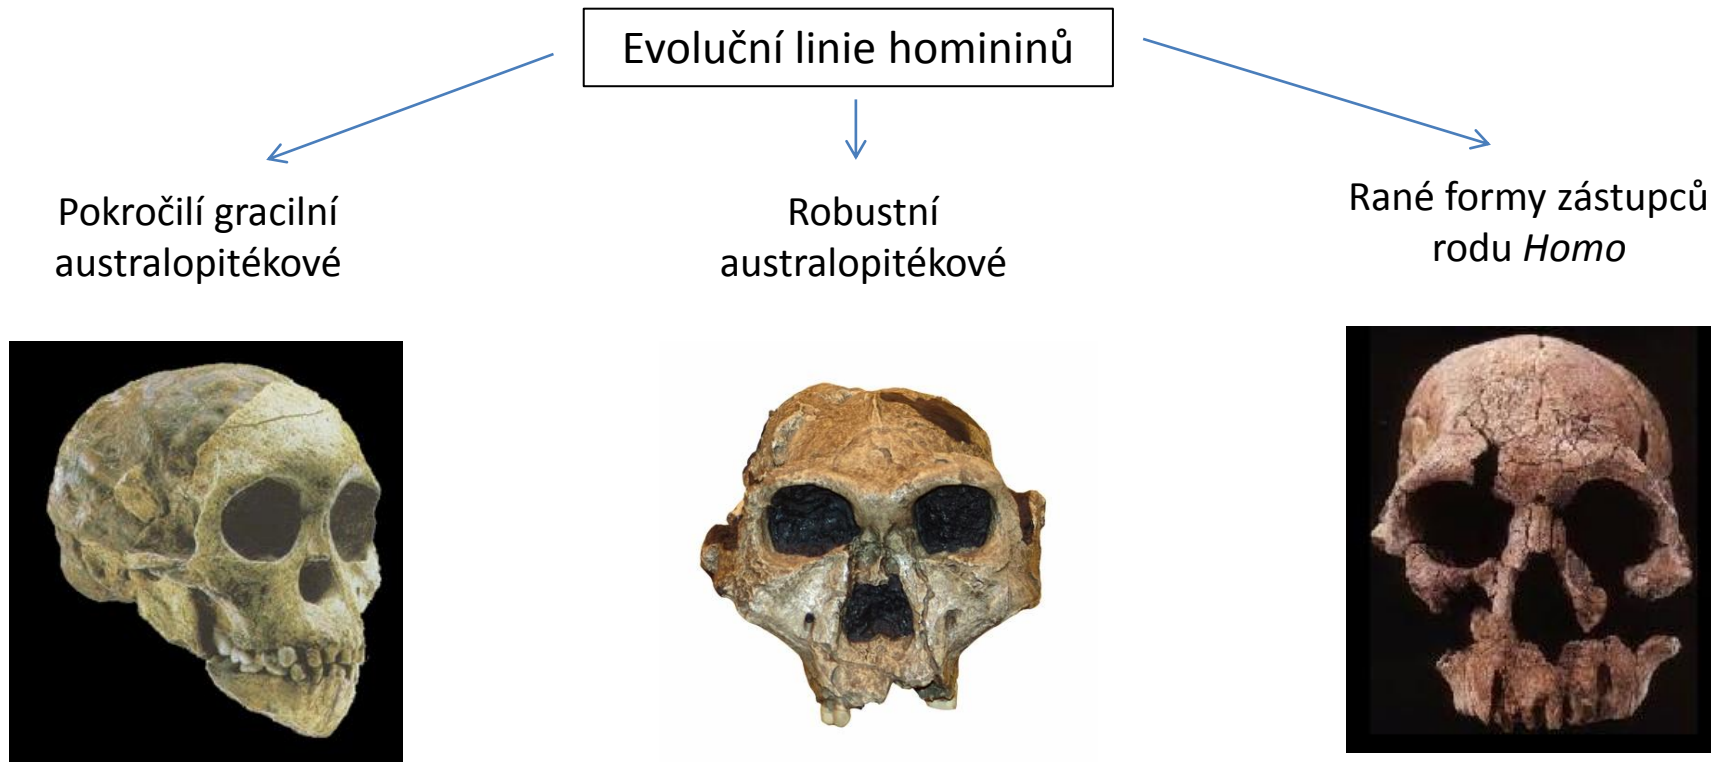 Evoluční linie homininů
Pokročilí gracilní
australopitékové
Robustní
australopitékové
Rané formy zástupců
rodu Homo